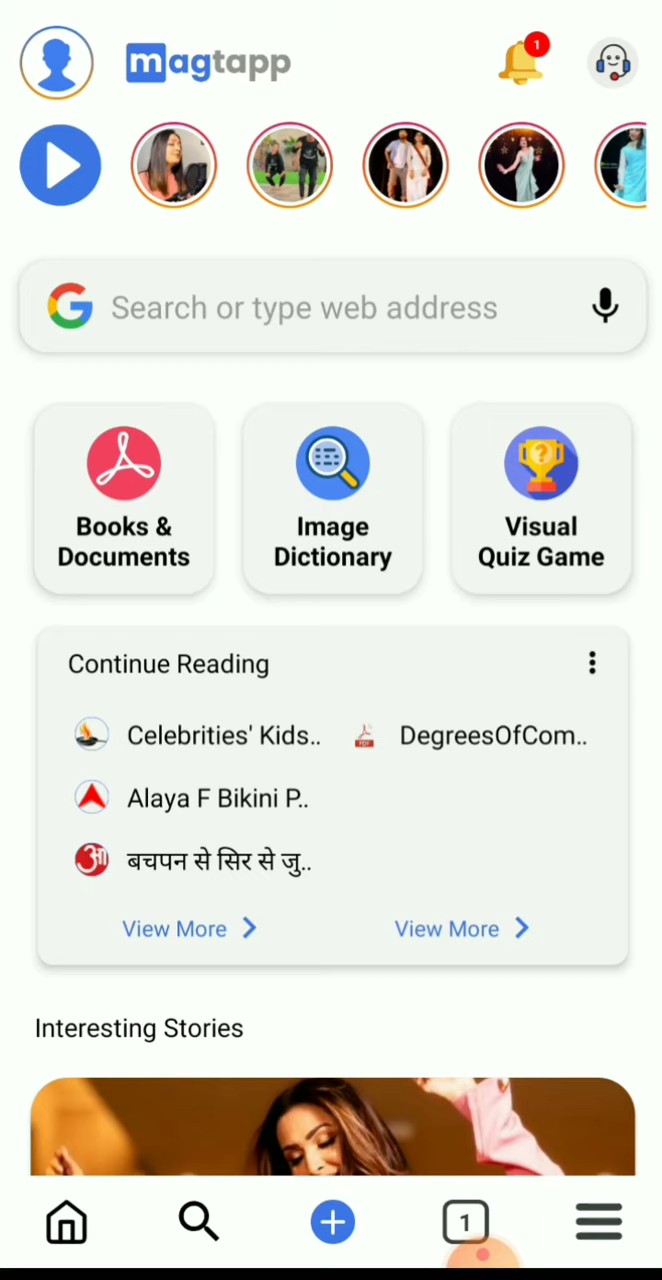 magtapp
1
Search or type web address
Books &
Documents
Image
Dictionary
Visual
Quiz Game
Continue Reading
Celebrities' Kids..
DegreesOfCom..
Alaya F Bikini P..
बचपन से सिर से जु..
View More
View More
Interesting Stories
1